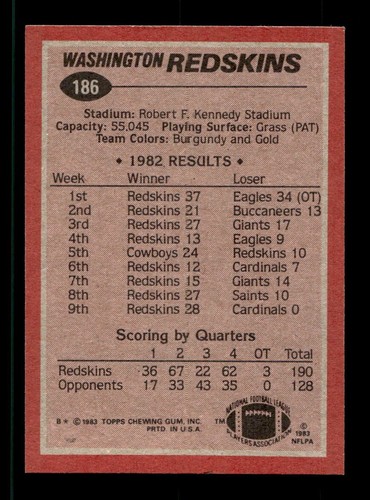 WASHINGTON REDSKINS
186
Stadium: Robert F. Kennedy Stadium
Capacity: 55,045 Playing Surface: Grass (PAT)
Team Colors: Burgundy and Gold
• 1982 RESULTS •
Week Winner Loser
1st Redskins 37 Eagles 34 (OT)
2nd Redskins 21 Buccaneers 13
3rd Redskins 27 Giants 17
4th Redskins 13 Eagles 9
5th Cowboys 24 Redskins 10
6th Redskins 12 Cardinals 7
7th Redskins 15 Giants 14
8th Redskins 27 Saints 10
9th Redskins 28 Cardinals 0
Scoring by Quarters
1 2 3 4 OT Total
Redskins 36 67 22 62 3 190
Opponents 17 33 43 35 0 128
B* © 1983 TOPPS CHEWING GUM, INC.
PRTD IN U.S.A.
TM
NATIONAL FOOTBALL LEAGUE
PLAYERS ASSOCIATION
© 1983
NFLPA